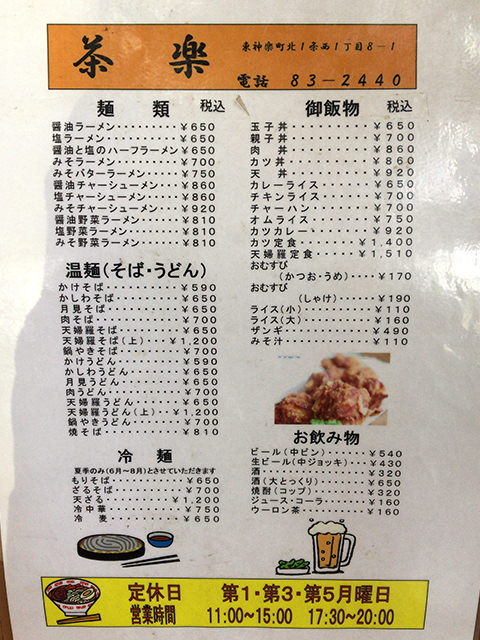 茶楽
東神楽町北1条西1丁目8-1
電話 83-2440
麺類 税込
醤油ラーメン・・・・・・・・・¥650
塩ラーメン・・・・・・・・・・¥650
醤油と塩のハーフラーメン¥650
みそラーメン・・・・・・・・・¥700
みそバターラーメン・・・・・¥750
醤油チャーシューメン・・・¥860
塩チャーシューメン・・・・・¥860
みそチャーシューメン・・・¥920
醤油野菜ラーメン・・・・・・¥810
塩野菜ラーメン・・・・・・・¥810
みそ野菜ラーメン・・・・・・¥810
温麺(そば・うどん)
かけそば・・・・・・・・・¥590
かしわそば・・・・・・・・¥650
月見そば・・・・・・・・・¥650
肉そば・・・・・・・・・・¥700
天婦羅そば・・・・・・・・¥650
天婦羅そば(上)・・・¥1,200
鍋やきそば・・・・・・・・¥700
かけうどん・・・・・・・・¥590
かしわうどん・・・・・・・¥650
月見うどん・・・・・・・・¥650
肉うどん・・・・・・・・・¥700
天婦羅うどん・・・・・・・¥650
天婦羅うどん(上)・・¥1,200
鍋やきうどん・・・・・・・¥700
焼そば・・・・・・・・・・¥810
冷麺
夏季のみ(6月~8月)とさせていただきます
もりそば・・・・・・・¥650
ざるそば・・・・・・・¥700
天ざる・・・・・・・¥1,200
冷中華・・・・・・・・¥750
冷麦・・・・・・・・・¥650
御飯物 税込
玉子丼・・・・・・・・・¥650
親子丼・・・・・・・・・¥700
肉丼・・・・・・・・・・¥860
カツ丼・・・・・・・・・¥860
天丼・・・・・・・・・・¥920
カレーライス・・・・・・¥650
チキンライス・・・・・・¥700
チャーハン・・・・・・・¥700
オムライス・・・・・・・¥750
カツカレー・・・・・・・¥920
カツ定食・・・・・・・¥1,400
天婦羅定食・・・・・・¥1,510
おむすび
(かつお・うめ)・・・・¥170
おむすび
(しゃけ)・・・・・・¥190
ライス(小)・・・・・・¥110
ライス(大)・・・・・・¥160
ザンギ・・・・・・・・・¥490
みそ汁・・・・・・・・・¥110
お飲み物
ビール(中ビン)・・・・・¥540
生ビール(中ジョッキ)・・¥430
酒・・・・・・・・・・・¥320
酒(大とっくり)・・・・・¥650
焼酎(コップ)・・・・・・¥320
ジュース・コーラ・・・・¥160
ウーロン茶・・・・・・・¥160
定休日 第1・第3・第5月曜日
営業時間 11:00~15:00 17:30~20:00